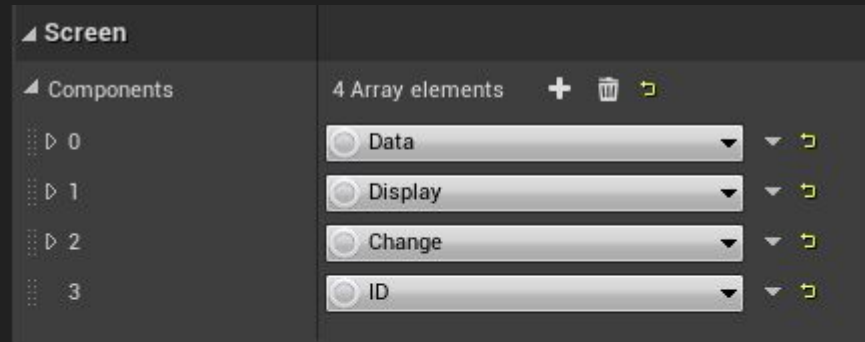 Screen
Components 4 Array elements
0 Data
1 Display
2 Change
3 ID